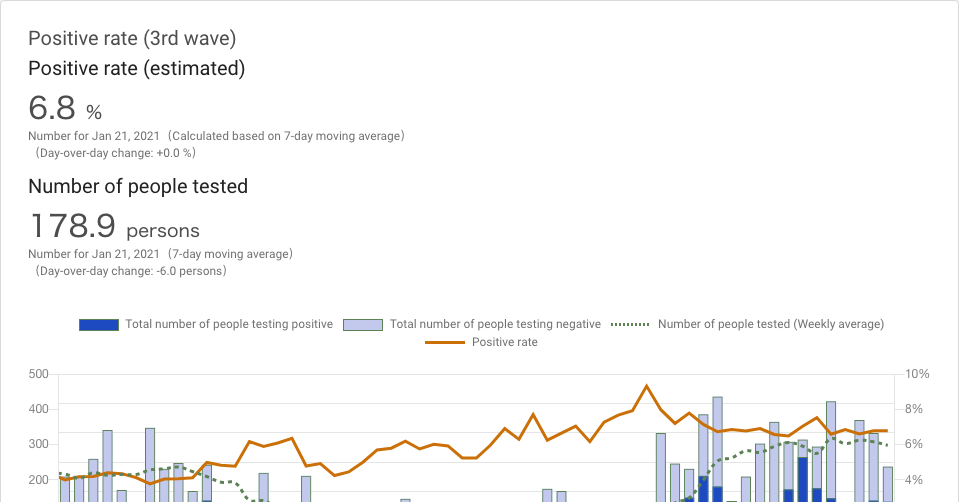 Positive rate (3rd wave)
Positive rate (estimated)
6.8 %
Number for Jan 21, 2021（Calculated based on 7-day moving average）
（Day-over-day change: +0.0 %）
Number of people tested
178.9 persons
Number for Jan 21, 2021（7-day moving average）
（Day-over-day change: -6.0 persons）
Total number of people testing positive Total number of people testing negative Number of people tested (Weekly average)
Positive rate
500 10%
400 8%
300 6%
200 4%